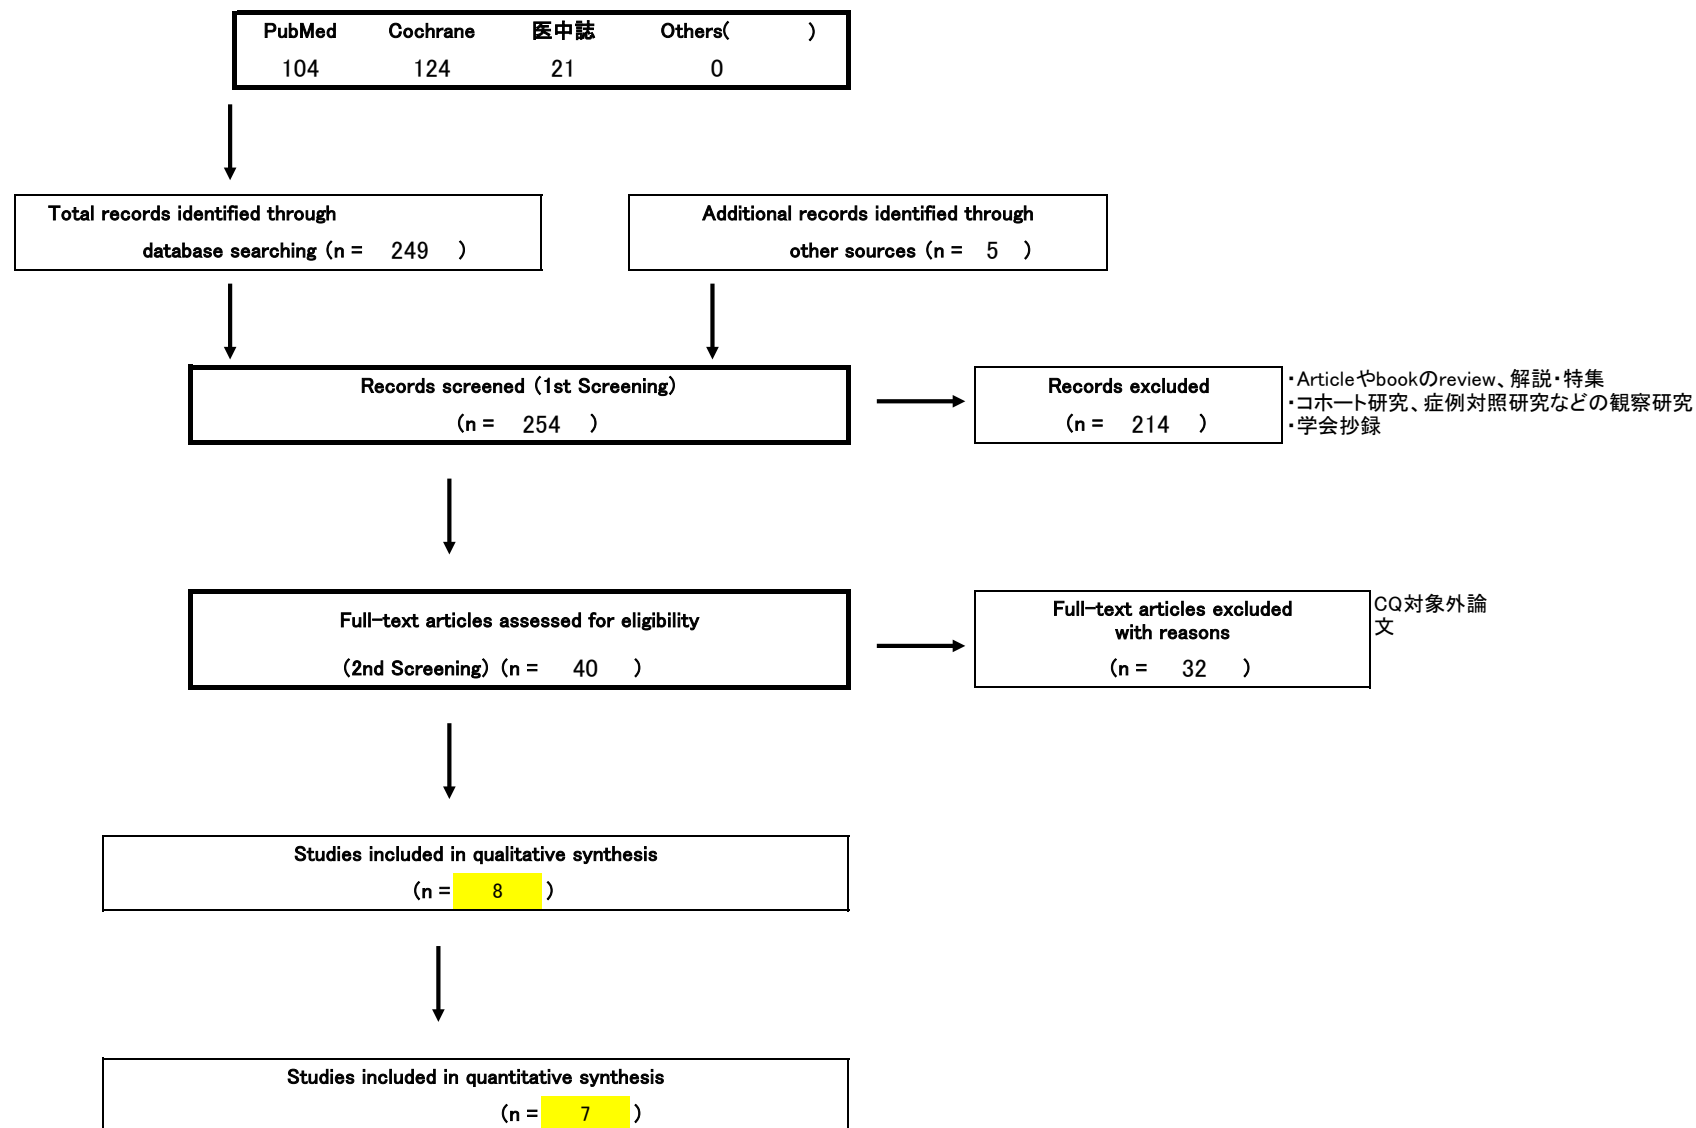 PubMed Cochrane 医中誌 Others( )
104 124 21 0
Total records identified through
database searching (n = 249 )
Additional records identified through
other sources (n = 5 )
Records screened (1st Screening)
(n = 254 )
Records excluded
(n = 214 )
・Articleやbookのreview、解説・特集
・コホート研究、症例対照研究などの観察研究
・学会抄録
Full-text articles assessed for eligibility
(2nd Screening) (n = 40 )
Full-text articles excluded
with reasons
(n = 32 )
CQ対象外論
文
Studies included in qualitative synthesis
(n = 8 )
Studies included in quantitative synthesis
(n = 7 )